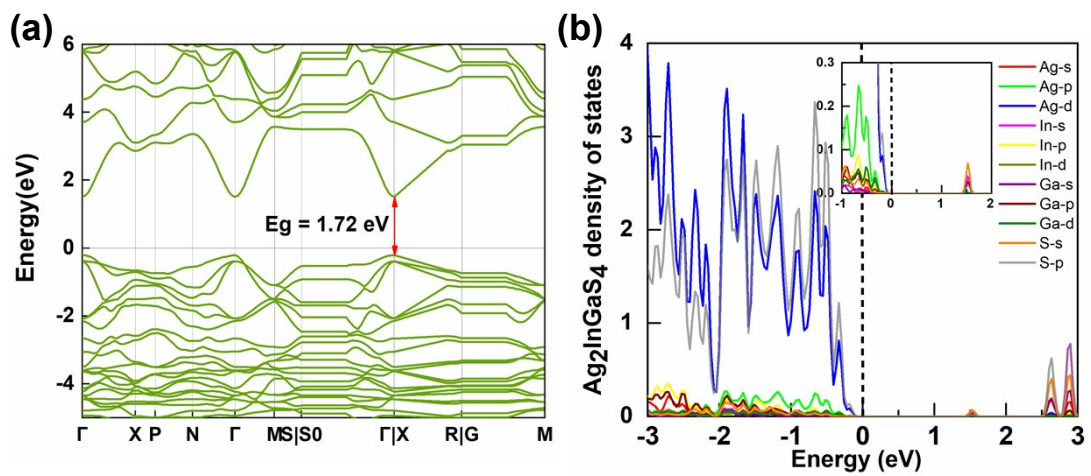 (a)
6
4
2
0
-2
-4
Energy(eV)
Eg = 1.72 eV
Γ X P N Γ M S|S0 Γ|X R|G M
(b)
4
3
2
1
0
Ag₂InGaS₄ density of states
-3 -2 -1 0 1 2 3
Energy (eV)
0.3
0.2
0.1
0.0
-1 0 1 2
Ag-s
Ag-p
Ag-d
In-s
In-p
In-d
Ga-s
Ga-p
Ga-d
S-s
S-p